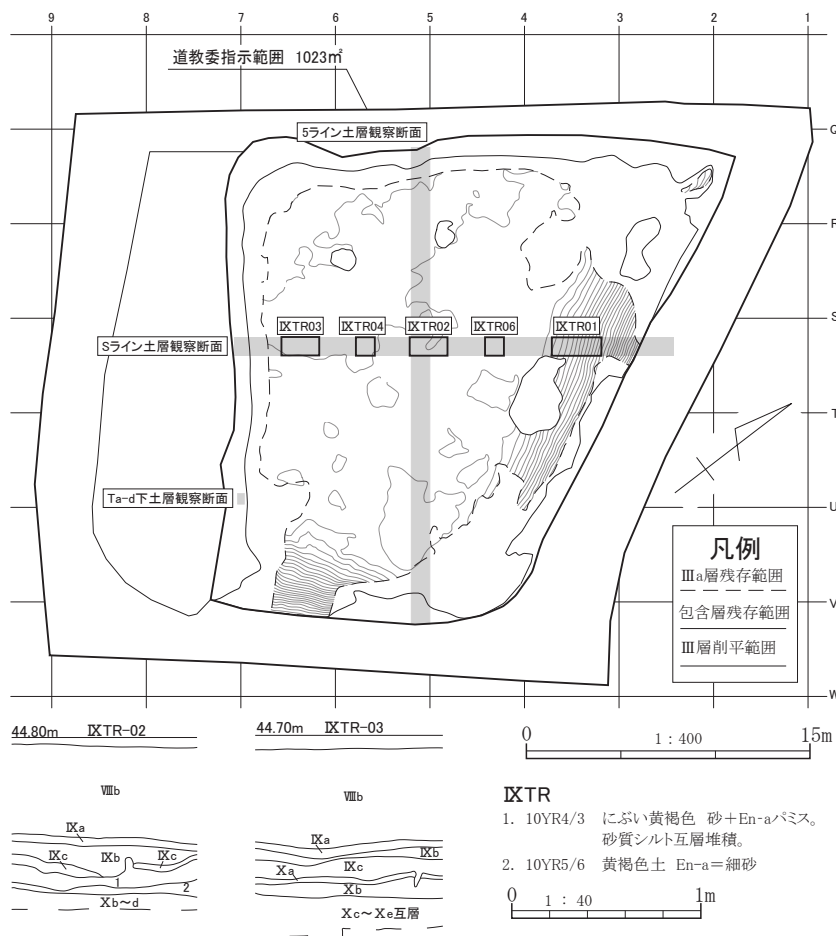 9 8 7 6 5 4 3 2 1
道教委指示範囲 1023㎡
5ライン土層観察断面
Q
R
S
ⅨTR03 ⅨTR04 ⅨTR02 ⅨTR06 ⅨTR01
Sライン土層観察断面
T
Ta-d下土層観察断面
U
凡例
Ⅲa層残存範囲
包含層残存範囲
Ⅲ層削平範囲
V
W
44.80m ⅨTR-02
Ⅷb
Ⅸa
Ⅸc Ⅸb Ⅸc
1 2
Ⅹb~d
44.70m ⅨTR-03
Ⅷb
Ⅸa
Ⅸb
Ⅹa Ⅸc
Ⅹb
Ⅹc~Ⅹe互層
0 1:400 15m
ⅨTR
1. 10YR4/3 にぶい黄褐色 砂+En-aパミス。
砂質シルト互層堆積。
2. 10YR5/6 黄褐色土 En-a=細砂
0 1:40 1m